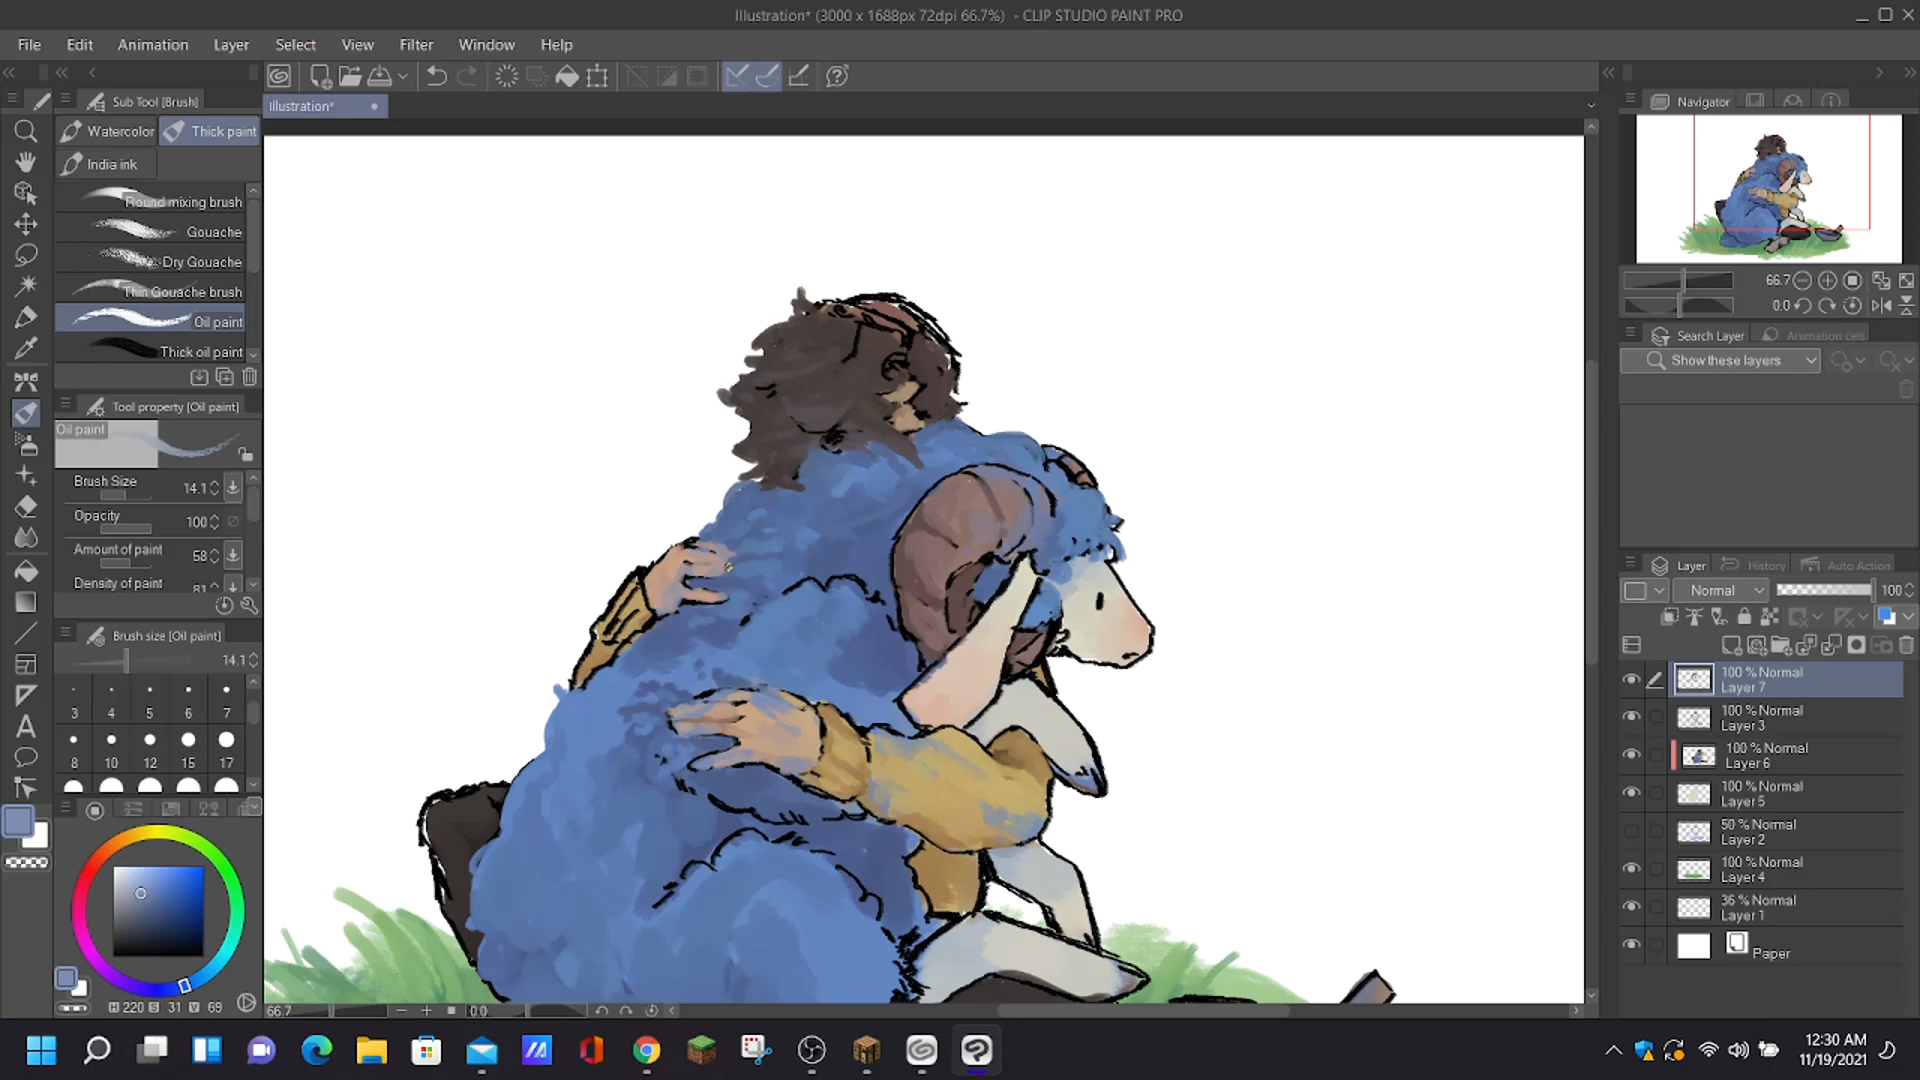 Illustration* (3000 x 1688px 72dpi 66.7%) - CLIP STUDIO PAINT PRO
File Edit Animation Layer Select View Filter Window Help
Sub Tool [Brush]
Illustration*
Navigator
Watercolor Thick paint
India ink
Round mixing brush
Gouache
Dry Gouache
Thin Gouache brush
Oil paint
Thick oil paint
66.7
0.0
Search Layer Animation cels
Show these layers
Tool property [Oil paint]
Oil paint
Brush Size 14.1
Opacity 100
Amount of paint 58
Density of paint 81
Brush size [Oil paint]
14.1
3 4 5 6 7
8 10 12 15 17
Layer History Auto Action
Normal 100
100 % Normal
Layer 7
100 % Normal
Layer 3
100 % Normal
Layer 6
100 % Normal
Layer 5
50 % Normal
Layer 2
100 % Normal
Layer 4
36 % Normal
Layer 1
Paper
H 220 S 31 V 69
66.7 0.0
12:30 AM
11/19/2021